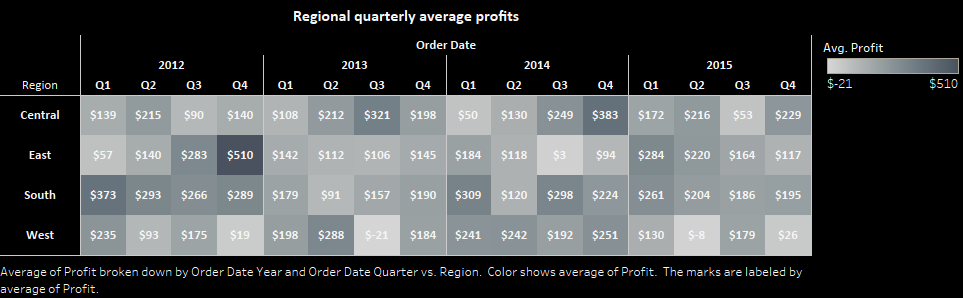 Regional quarterly average profits
Order Date
2012 2013 2014 2015
Region Q1 Q2 Q3 Q4 Q1 Q2 Q3 Q4 Q1 Q2 Q3 Q4 Q1 Q2 Q3 Q4
Central $139 $215 $90 $140 $108 $212 $321 $198 $50 $130 $249 $383 $172 $216 $53 $229
East $57 $140 $283 $510 $142 $112 $106 $145 $184 $118 $3 $94 $284 $220 $164 $117
South $373 $293 $266 $289 $179 $91 $157 $190 $309 $120 $298 $224 $261 $204 $186 $195
West $235 $93 $175 $19 $198 $288 $-21 $184 $241 $242 $192 $251 $130 $-8 $179 $26
Average of Profit broken down by Order Date Year and Order Date Quarter vs. Region.  Color shows average of Profit.  The marks are labeled by
average of Profit.
Avg. Profit
$-21 $510